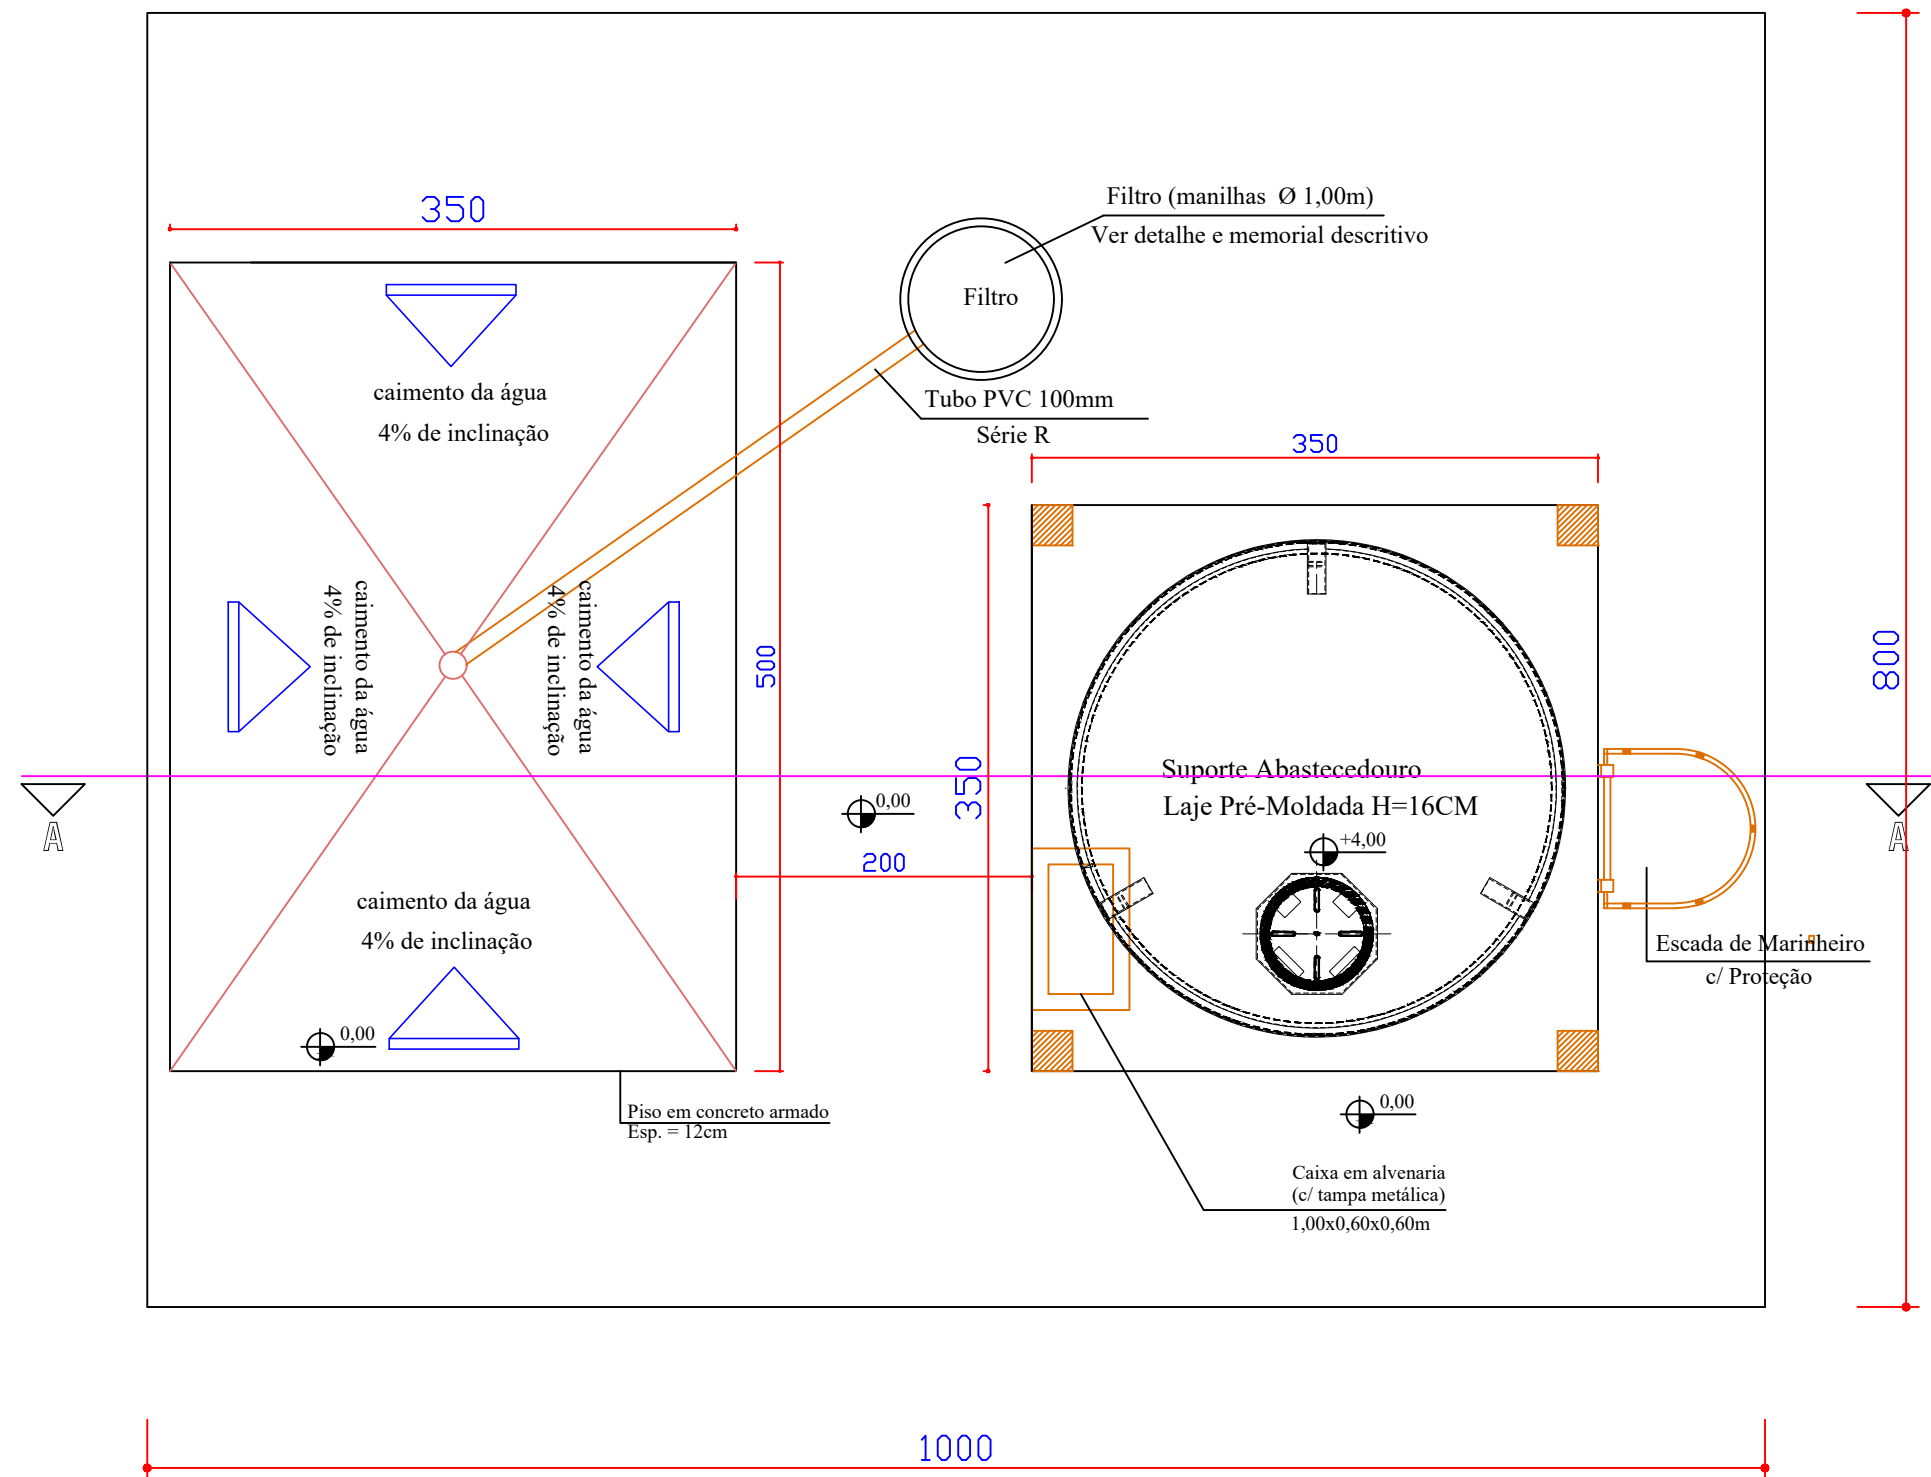 350
Filtro (manilhas Ø 1,00m)
Ver detalhe e memorial descritivo
Filtro
caimento da água
4% de inclinação
Tubo PVC 100mm
Série R
350
caimento da água
4% de inclinação
caimento da água
4% de inclinação
500
800
350
Suporte Abastecedouro
Laje Pré-Moldada H=16CM
0,00
+4,00
A
A
200
caimento da água
4% de inclinação
Escada de Marinheiro
c/ Proteção
0,00
Piso em concreto armado
Esp. = 12cm
0,00
Caixa em alvenaria
(c/ tampa metálica)
1,00x0,60x0,60m
1000